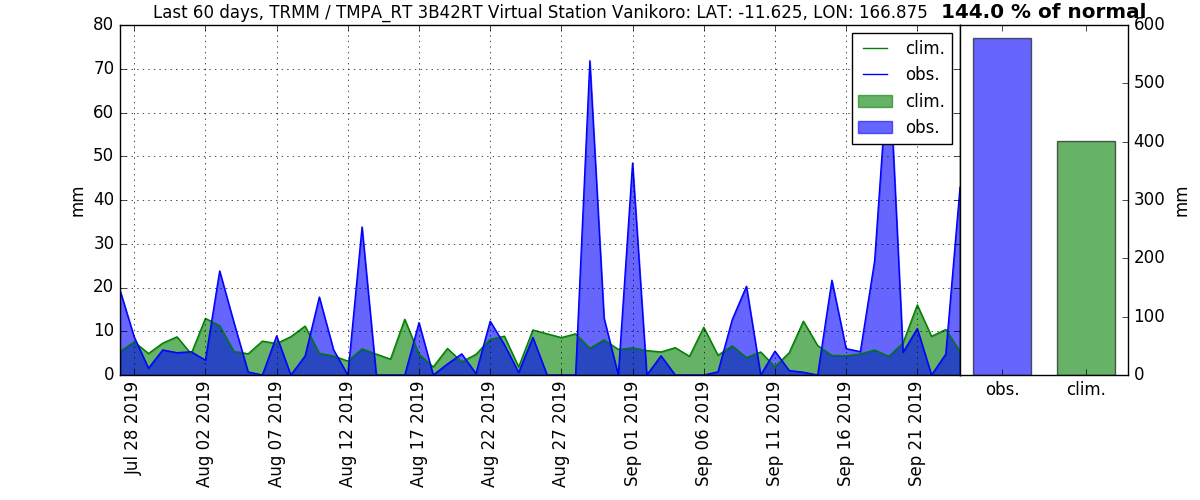 Last 60 days, TRMM / TMPA_RT 3B42RT Virtual Station Vanikoro: LAT: -11.625, LON: 166.875 144.0 % of normal
clim.
obs.
clim.
obs.
80
70
60
50
40
30
20
10
0
mm
Jul 28 2019
Aug 02 2019
Aug 07 2019
Aug 12 2019
Aug 17 2019
Aug 22 2019
Aug 27 2019
Sep 01 2019
Sep 06 2019
Sep 11 2019
Sep 16 2019
Sep 21 2019
obs.
clim.
600
500
400
300
200
100
0
mm